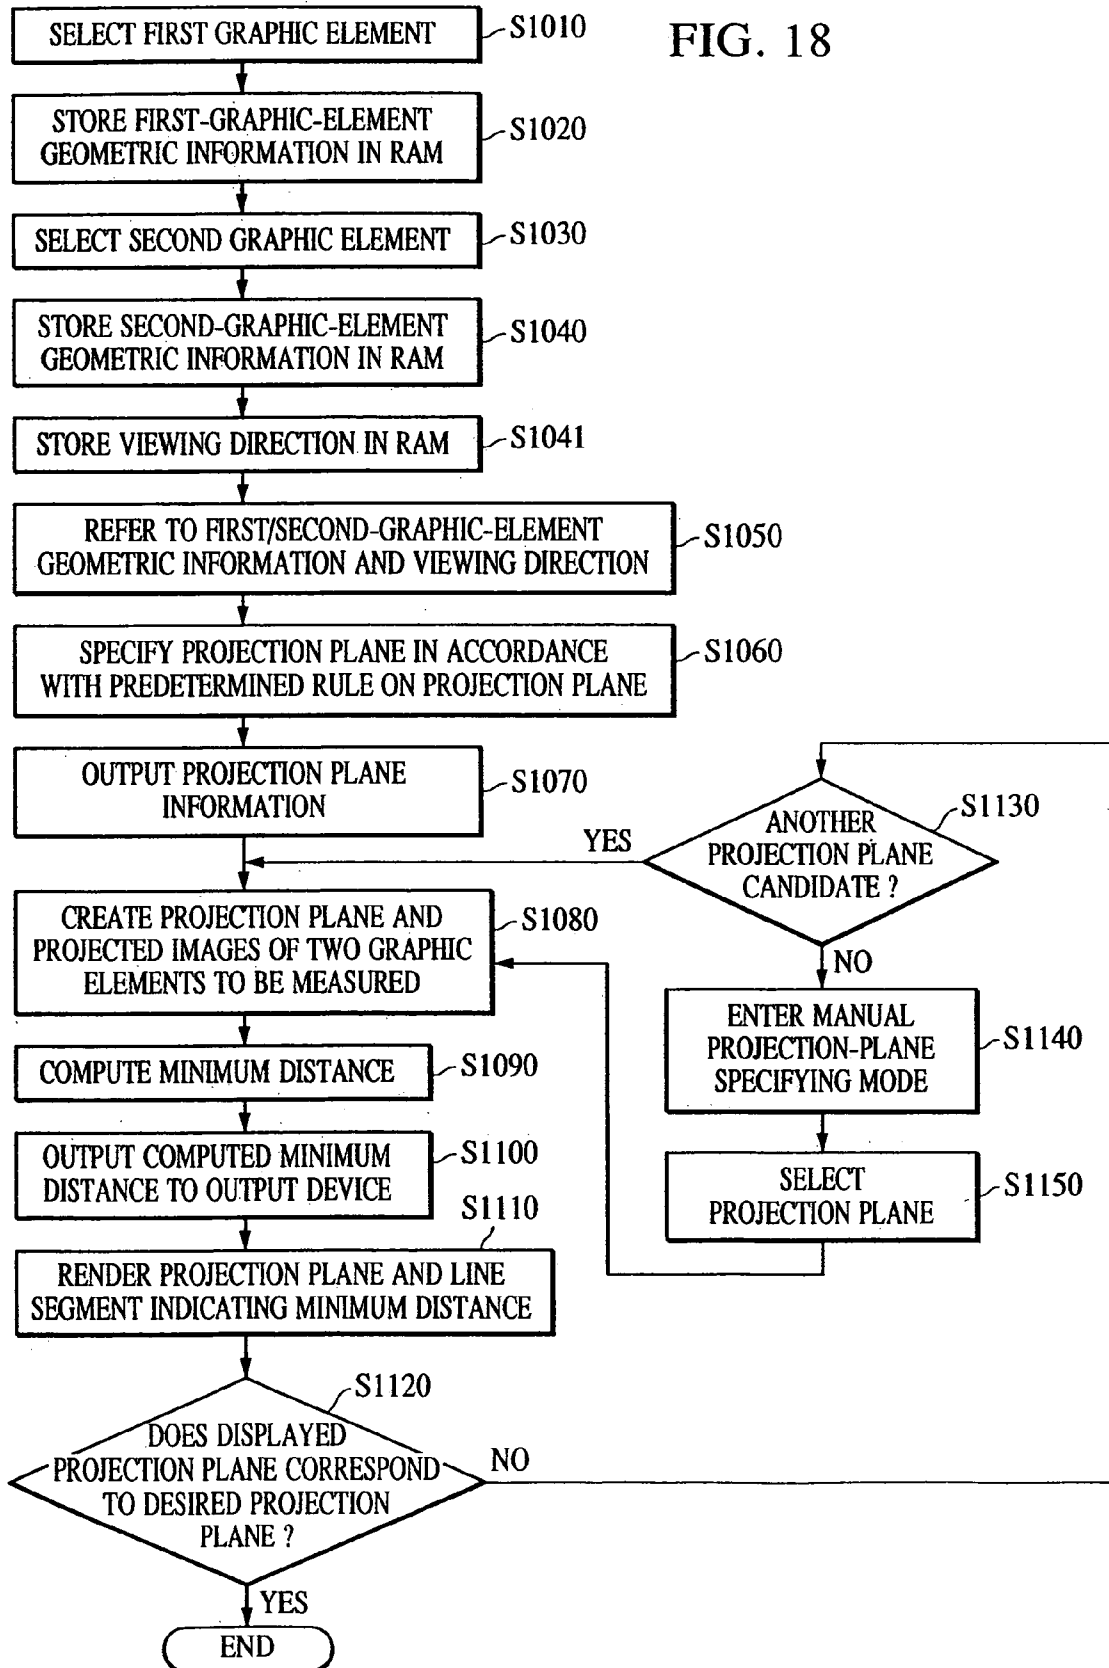 FIG. 18
SELECT FIRST GRAPHIC ELEMENT
S1010
STORE FIRST-GRAPHIC-ELEMENT
GEOMETRIC INFORMATION IN RAM
S1020
SELECT SECOND GRAPHIC ELEMENT
S1030
STORE SECOND-GRAPHIC-ELEMENT
GEOMETRIC INFORMATION IN RAM
S1040
STORE VIEWING DIRECTION IN RAM
S1041
REFER TO FIRST/SECOND-GRAPHIC-ELEMENT
GEOMETRIC INFORMATION AND VIEWING DIRECTION
S1050
SPECIFY PROJECTION PLANE IN ACCORDANCE
WITH PREDETERMINED RULE ON PROJECTION PLANE
S1060
OUTPUT PROJECTION PLANE
INFORMATION
S1070
CREATE PROJECTION PLANE AND
PROJECTED IMAGES OF TWO GRAPHIC
ELEMENTS TO BE MEASURED
S1080
COMPUTE MINIMUM DISTANCE
S1090
OUTPUT COMPUTED MINIMUM
DISTANCE TO OUTPUT DEVICE
S1100
S1110
RENDER PROJECTION PLANE AND LINE
SEGMENT INDICATING MINIMUM DISTANCE
S1120
DOES DISPLAYED
PROJECTION PLANE CORRESPOND
TO DESIRED PROJECTION
PLANE ?
NO
YES
END
S1130
ANOTHER
PROJECTION PLANE
CANDIDATE ?
YES
NO
ENTER MANUAL
PROJECTION-PLANE
SPECIFYING MODE
S1140
SELECT
PROJECTION PLANE
S1150